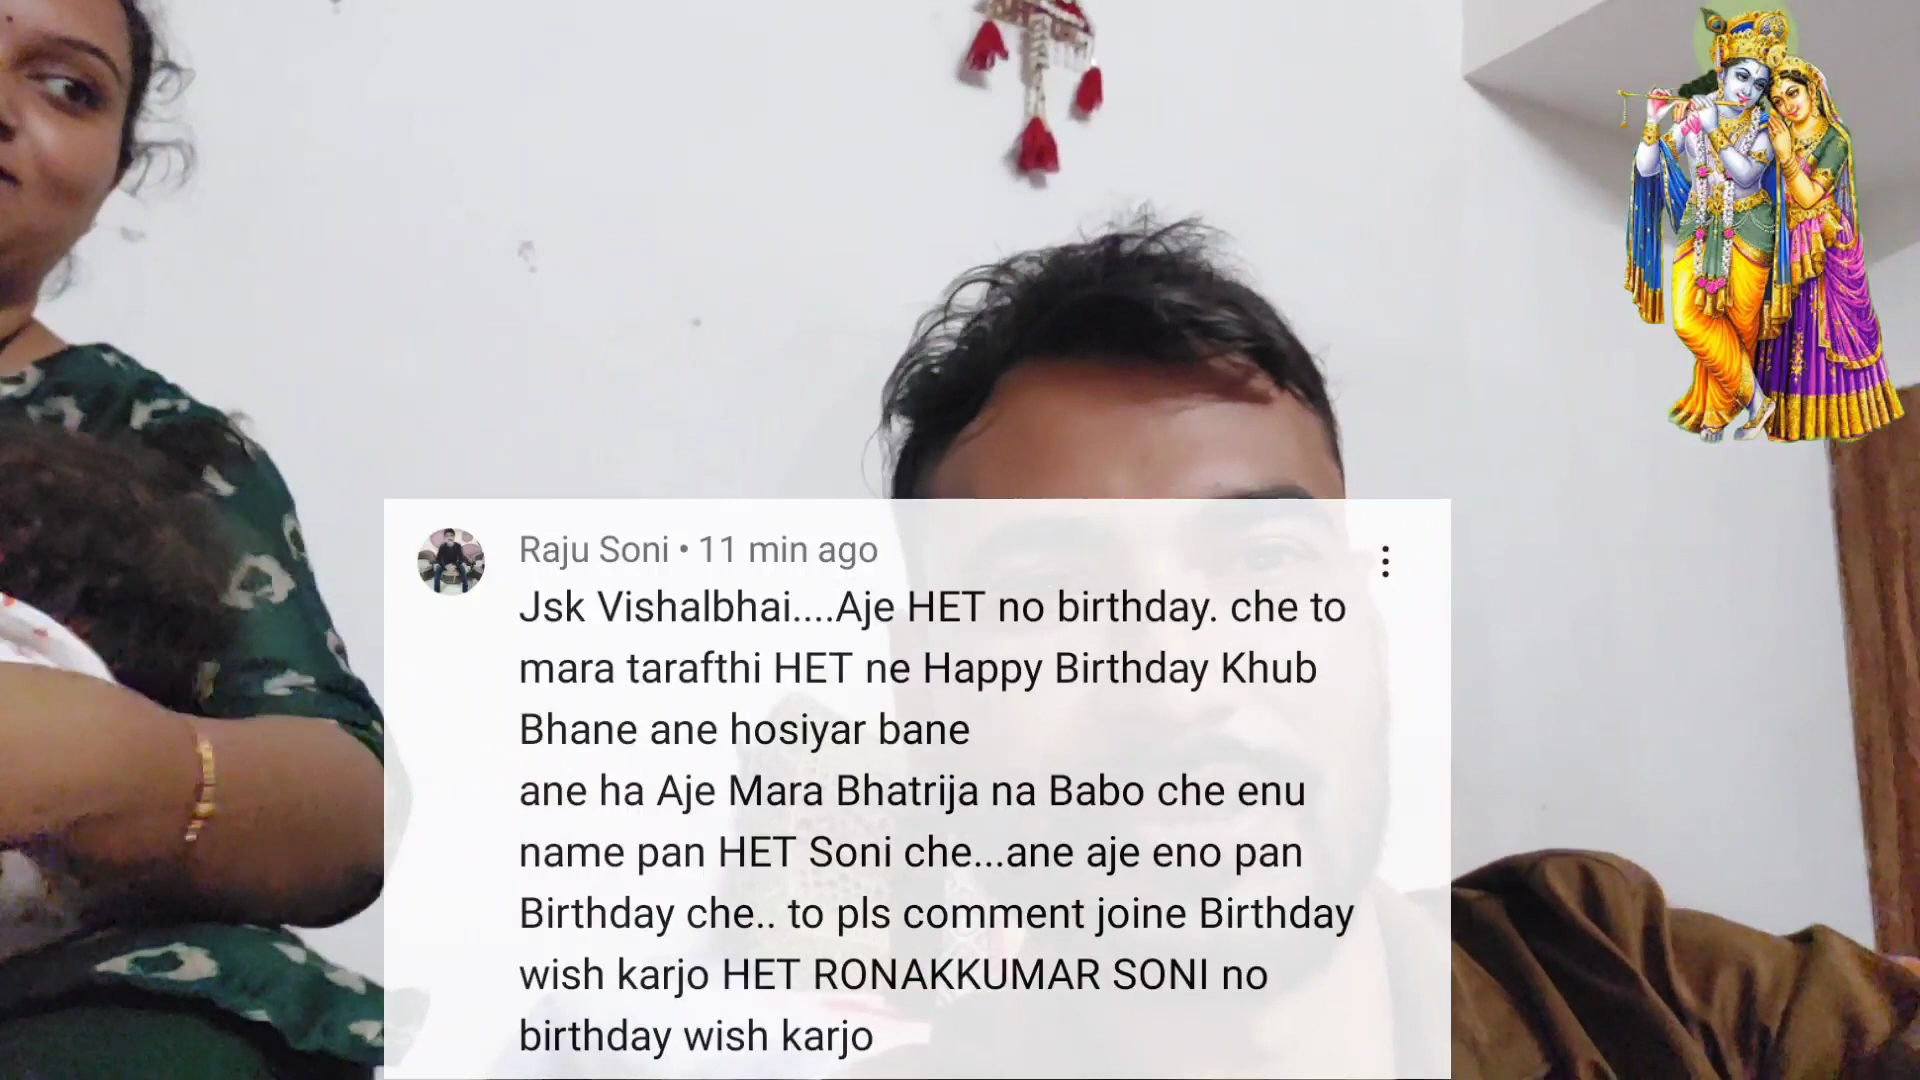 Raju Soni • 11 min ago
Jsk Vishalbhai....Aje HET no birthday. che to
mara tarafthi HET ne Happy Birthday Khub
Bhane ane hosiyar bane
ane ha Aje Mara Bhatrija na Babo che enu
name pan HET Soni che...ane aje eno pan
Birthday che.. to pls comment joine Birthday
wish karjo HET RONAKKUMAR SONI no
birthday wish karjo